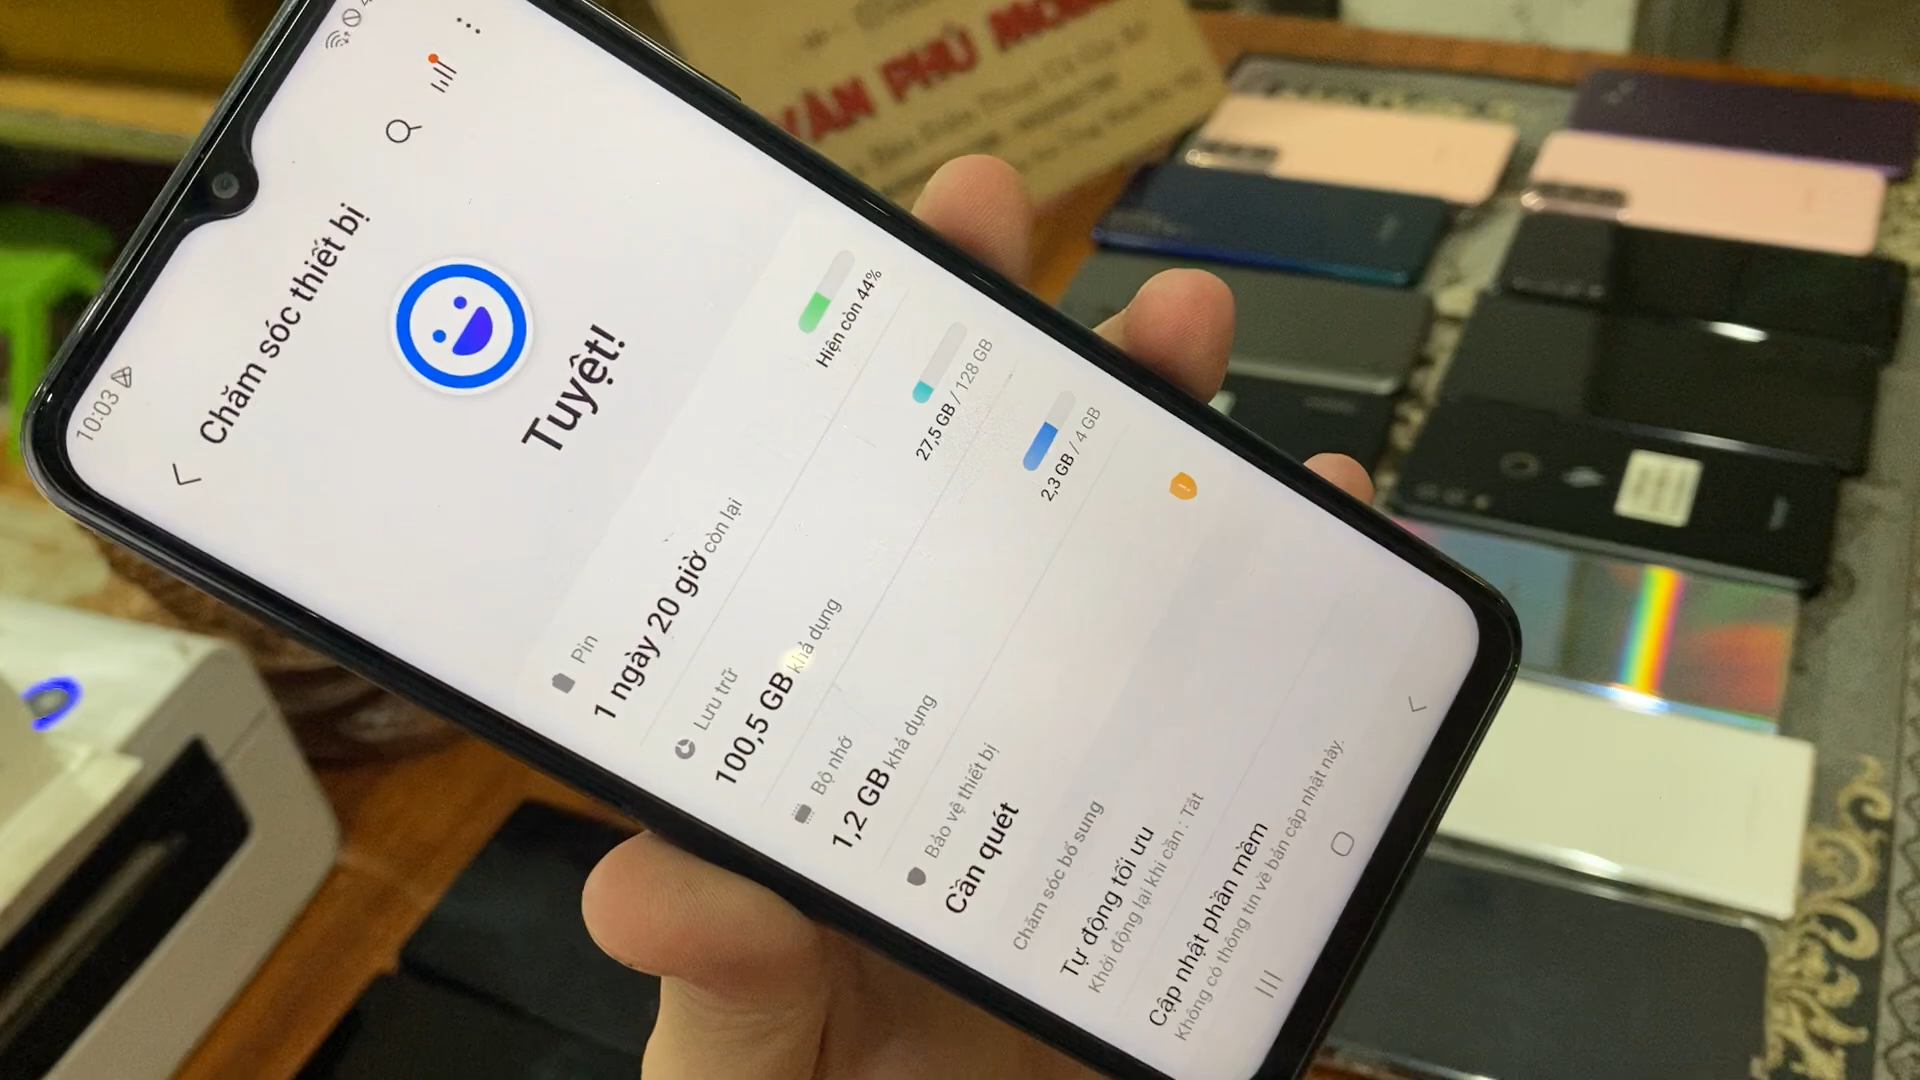 10:03
Chăm sóc thiết bị
Tuyệt!
Pin
1 ngày 20 giờ còn lại
Hiện còn 44%
Lưu trữ
100,5 GB khả dụng
27,5 GB / 128 GB
Bộ nhớ
1,2 GB khả dụng
2,3 GB / 4 GB
Bảo vệ thiết bị
Cần quét
Chăm sóc bổ sung
Tự động tối ưu
Khởi động lại khi cần : Tắt
Cập nhật phần mềm
Không có thông tin về bản cập nhật này.
VĂN PHÚ